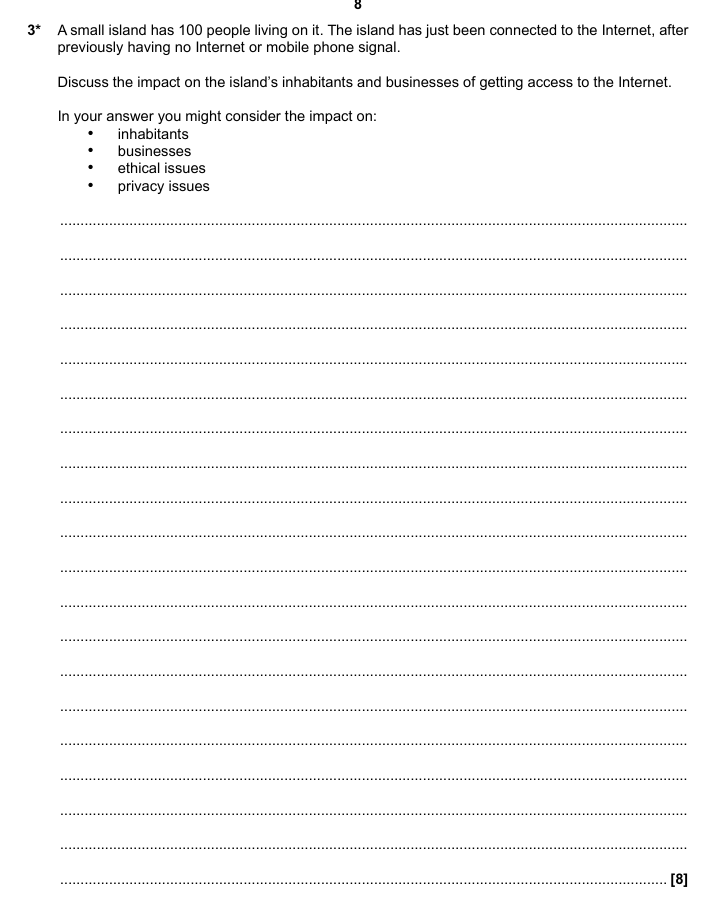 8
3* A small island has 100 people living on it. The island has just been connected to the Internet, after
previously having no Internet or mobile phone signal.
Discuss the impact on the island's inhabitants and businesses of getting access to the Internet.
In your answer you might consider the impact on:
• inhabitants
• businesses
• ethical issues
• privacy issues
[8]